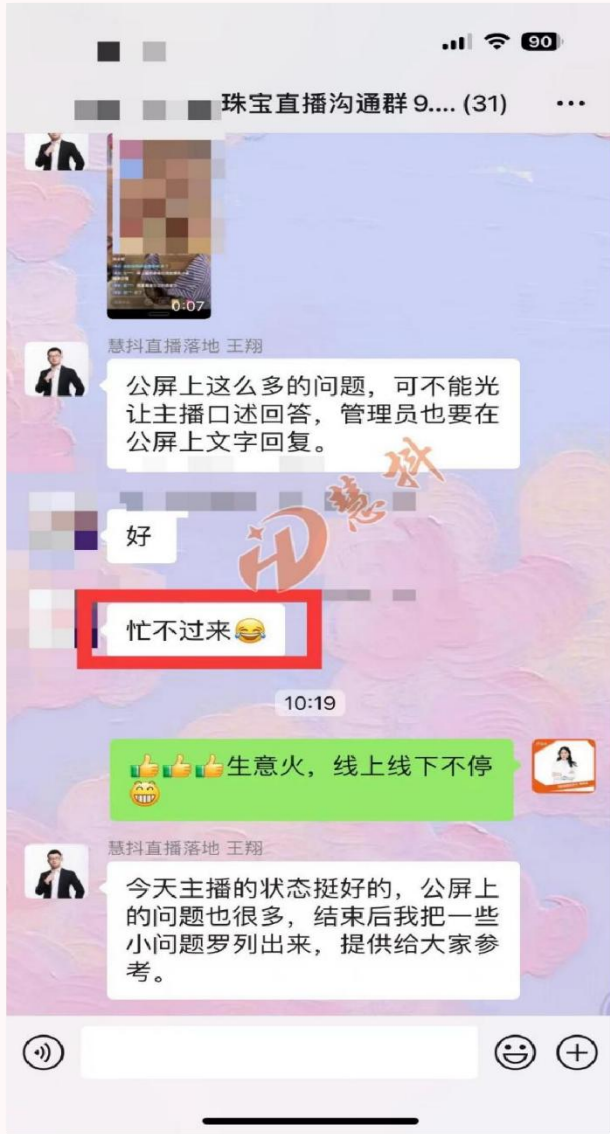 90
珠宝直播沟通群 9.... (31)
0:07
慧抖直播落地 王翔
公屏上这么多的问题，可不能光
让主播口述回答，管理员也要在
公屏上文字回复。
慧抖
好
忙不过来😂
10:19
👍👍👍生意火，线上线下不停
😁
慧抖直播落地 王翔
今天主播的状态挺好的，公屏上
的问题也很多，结束后我把一些
小问题罗列出来，提供给大家参
考。